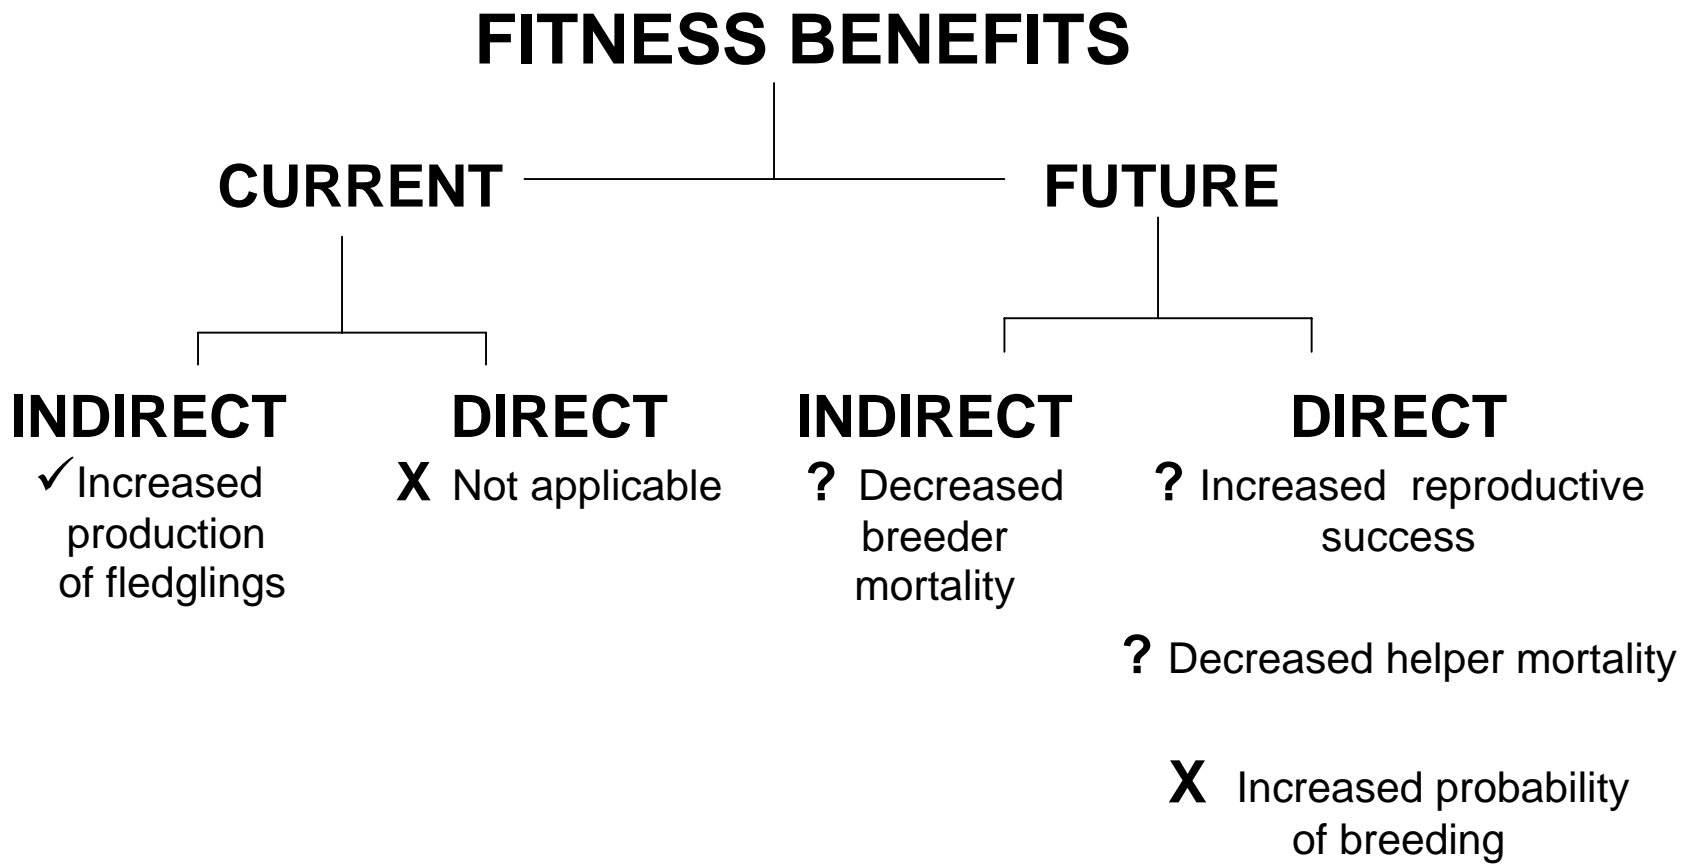 FITNESS BENEFITS
CURRENT
FUTURE
INDIRECT
✓Increased
production
of fledglings
DIRECT
X Not applicable
INDIRECT
? Decreased
breeder
mortality
DIRECT
? Increased reproductive
success
? Decreased helper mortality
X Increased probability
of breeding